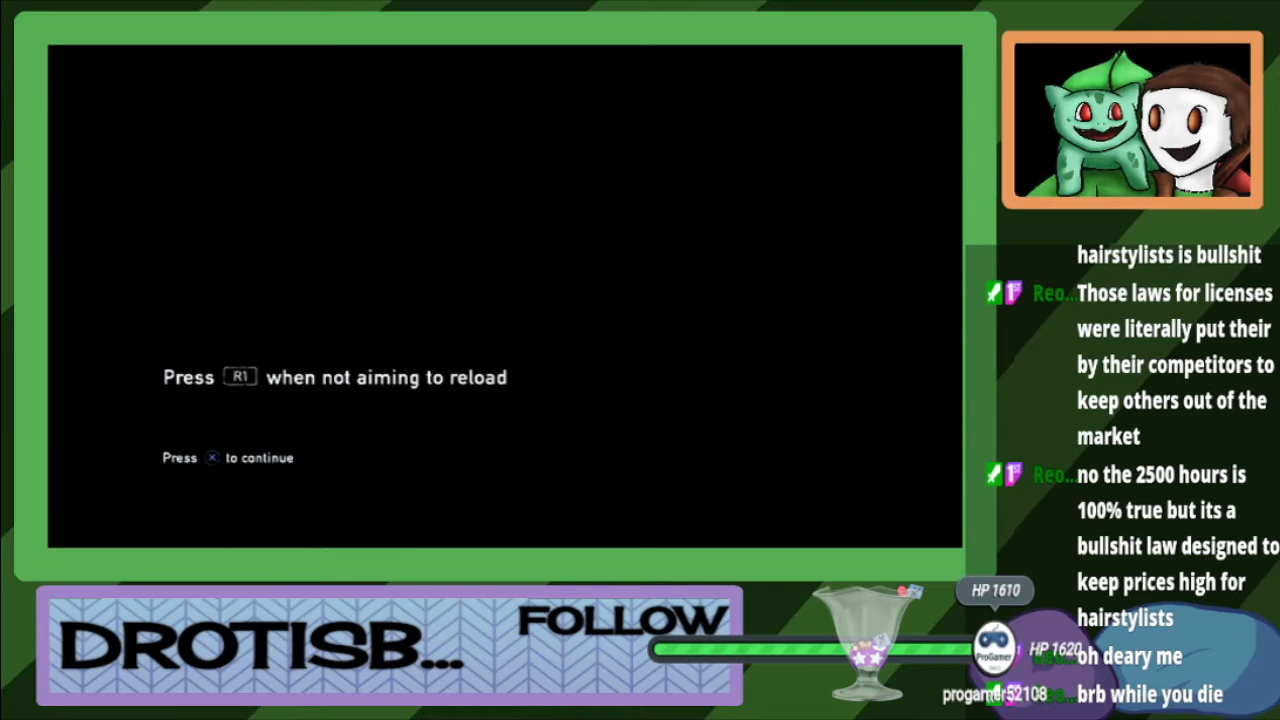 Press R1 when not aiming to reload
Press X to continue
hairstylists is bullshit
Reo... Those laws for licenses
were literally put their
by their competitors to
keep others out of the
market
Reo... no the 2500 hours is
100% true but its a
bullshit law designed to
keep prices high for
hairstylists
oh deary me
brb while you die
DROTISB...
FOLLOW
HP 1610
HP 1620
ProGamer
progamer52108